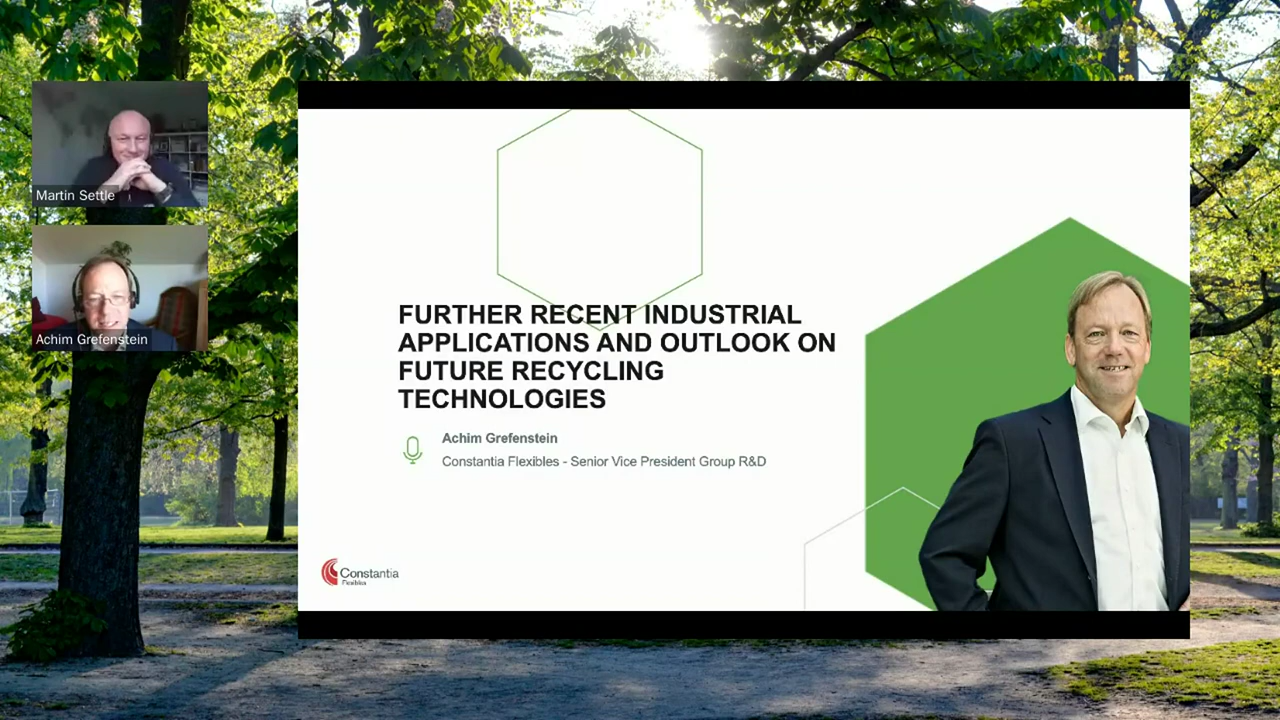 Martin Settle
Achim Grefenstein
FURTHER RECENT INDUSTRIAL
APPLICATIONS AND OUTLOOK ON
FUTURE RECYCLING
TECHNOLOGIES
Achim Grefenstein
Constantia Flexibles - Senior Vice President Group R&D
Constantia
Flexibles